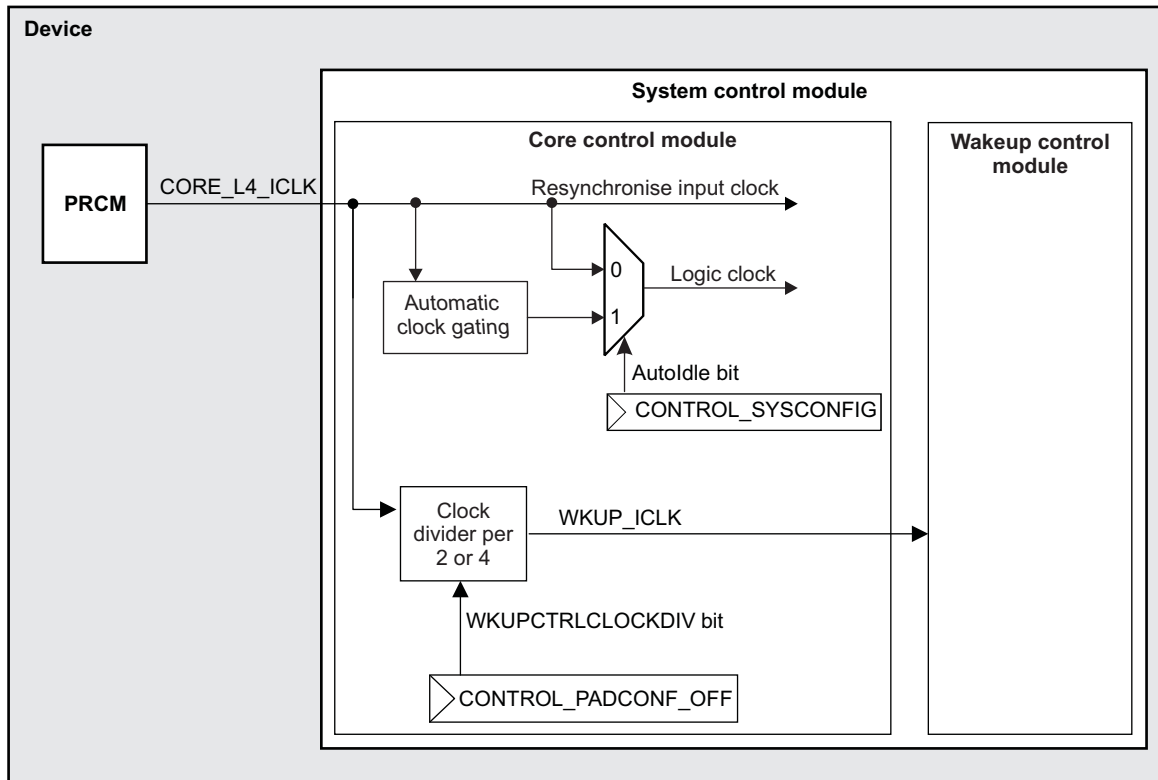 Device
System control module
Core control module
Wakeup control
module
PRCM
CORE_L4_ICLK
Resynchronise input clock
0
Logic clock
Automatic
clock gating
1
AutoIdle bit
CONTROL_SYSCONFIG
Clock
divider per
2 or 4
WKUP_ICLK
WKUPCTRLCLOCKDIV bit
CONTROL_PADCONF_OFF